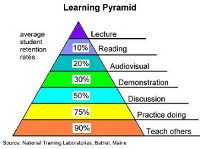 Learning Pyramid
average
student
retention
rates
Lecture
10% Reading
20% Audiovisual
30% Demonstration
50% Discussion
75% Practice doing
90% Teach others
Source: National Training Laboratories, Bethel, Maine